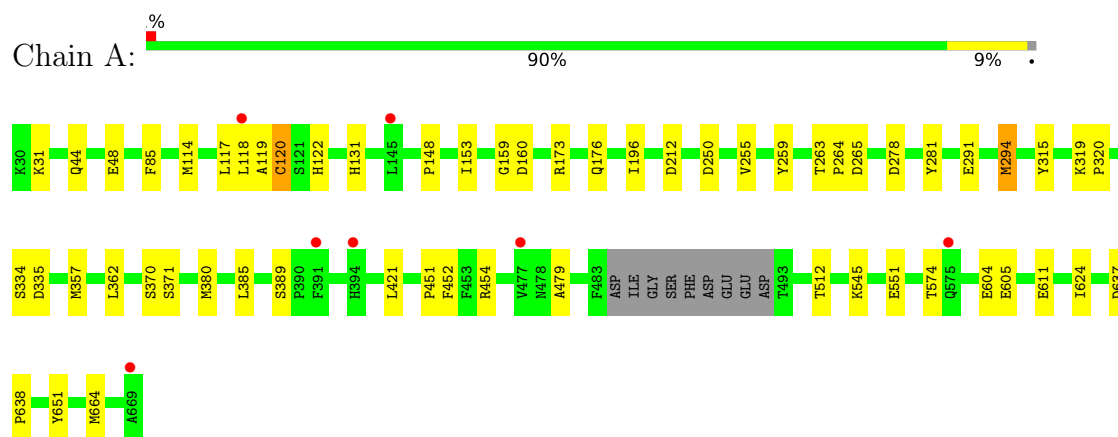 .%
Chain A:
90% 9% •
K30 K31 Q44 E48 F85 M114 L117 L118 A119 C120 S121 H122 H131 L145 P148 I153 G159 D160 R173 Q176 I196 D212 D250 V255 Y259 T263 P264 D265 D278 Y281 E291 M294 Y315 K319 P320
S334 D335 M357 L362 S370 S371 M380 L385 S389 P390 F391 H394 L421 P451 F452 F453 R454 V477 N478 A479 F483 ASP ILE GLY SER PHE ASP GLU GLU ASP T493 T512 K545 E551 T574 Q575 E604 E605 E611 I624 D637
P638 Y651 M664 A669